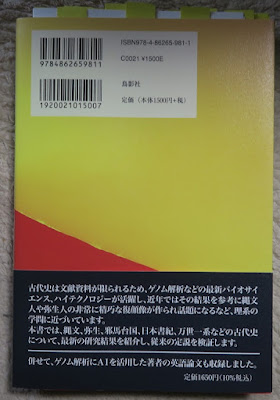 ISBN978-4-86265-981-1
C0021 ¥1500E
9784862659811
鳥影社
定価（本体1500円+税）
1920021015007
古代史は文献資料が限られるため、ゲノム解析などの最新バイオサイ
エンス、ハイテクノロジーが活躍し、近年ではその結果を参考に縄文
人や弥生人の非常に精巧な復顔像が作られ話題になるなど、理系の
学問に近づいています。
本書では、縄文、弥生、邪馬台国、日本書紀、万世一系などの古代史
について、最新の研究結果を紹介し、従来の定説を検証します。
併せて、ゲノム解析にAIを活用した著者の英語論文も収録しました。
定価1650円（10%税込）